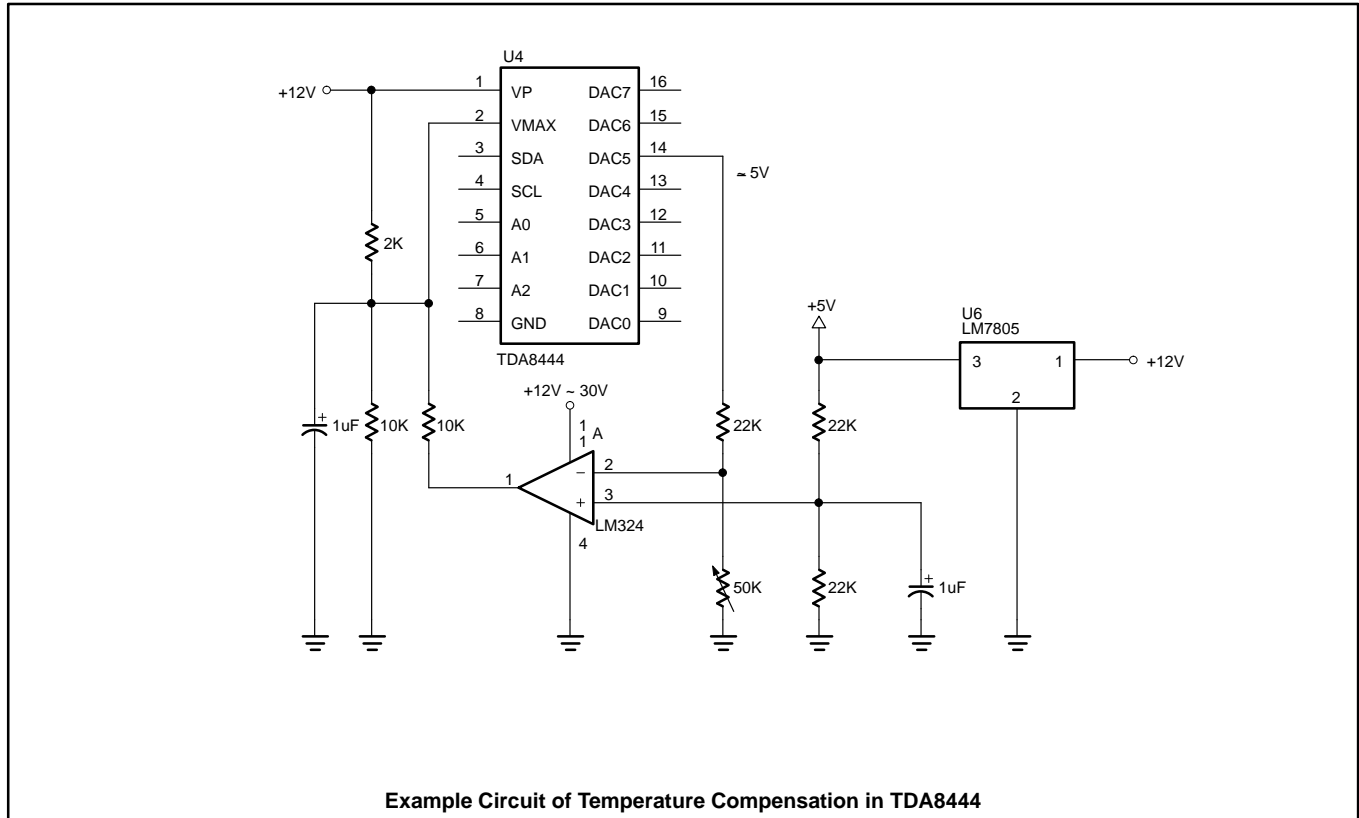 U4
+12V
1
VP
DAC7
16
2
VMAX
DAC6
15
3
SDA
DAC5
14
≃ 5V
4
SCL
DAC4
13
5
A0
DAC3
12
6
A1
DAC2
11
7
A2
DAC1
10
8
GND
DAC0
9
TDA8444
2K
+
1uF
10K
10K
+12V ~ 30V
1
1
A
1
−
2
+
3
LM324
4
22K
50K
+5V
22K
22K
+
1uF
U6
LM7805
3
1
2
+12V
Example Circuit of Temperature Compensation in TDA8444